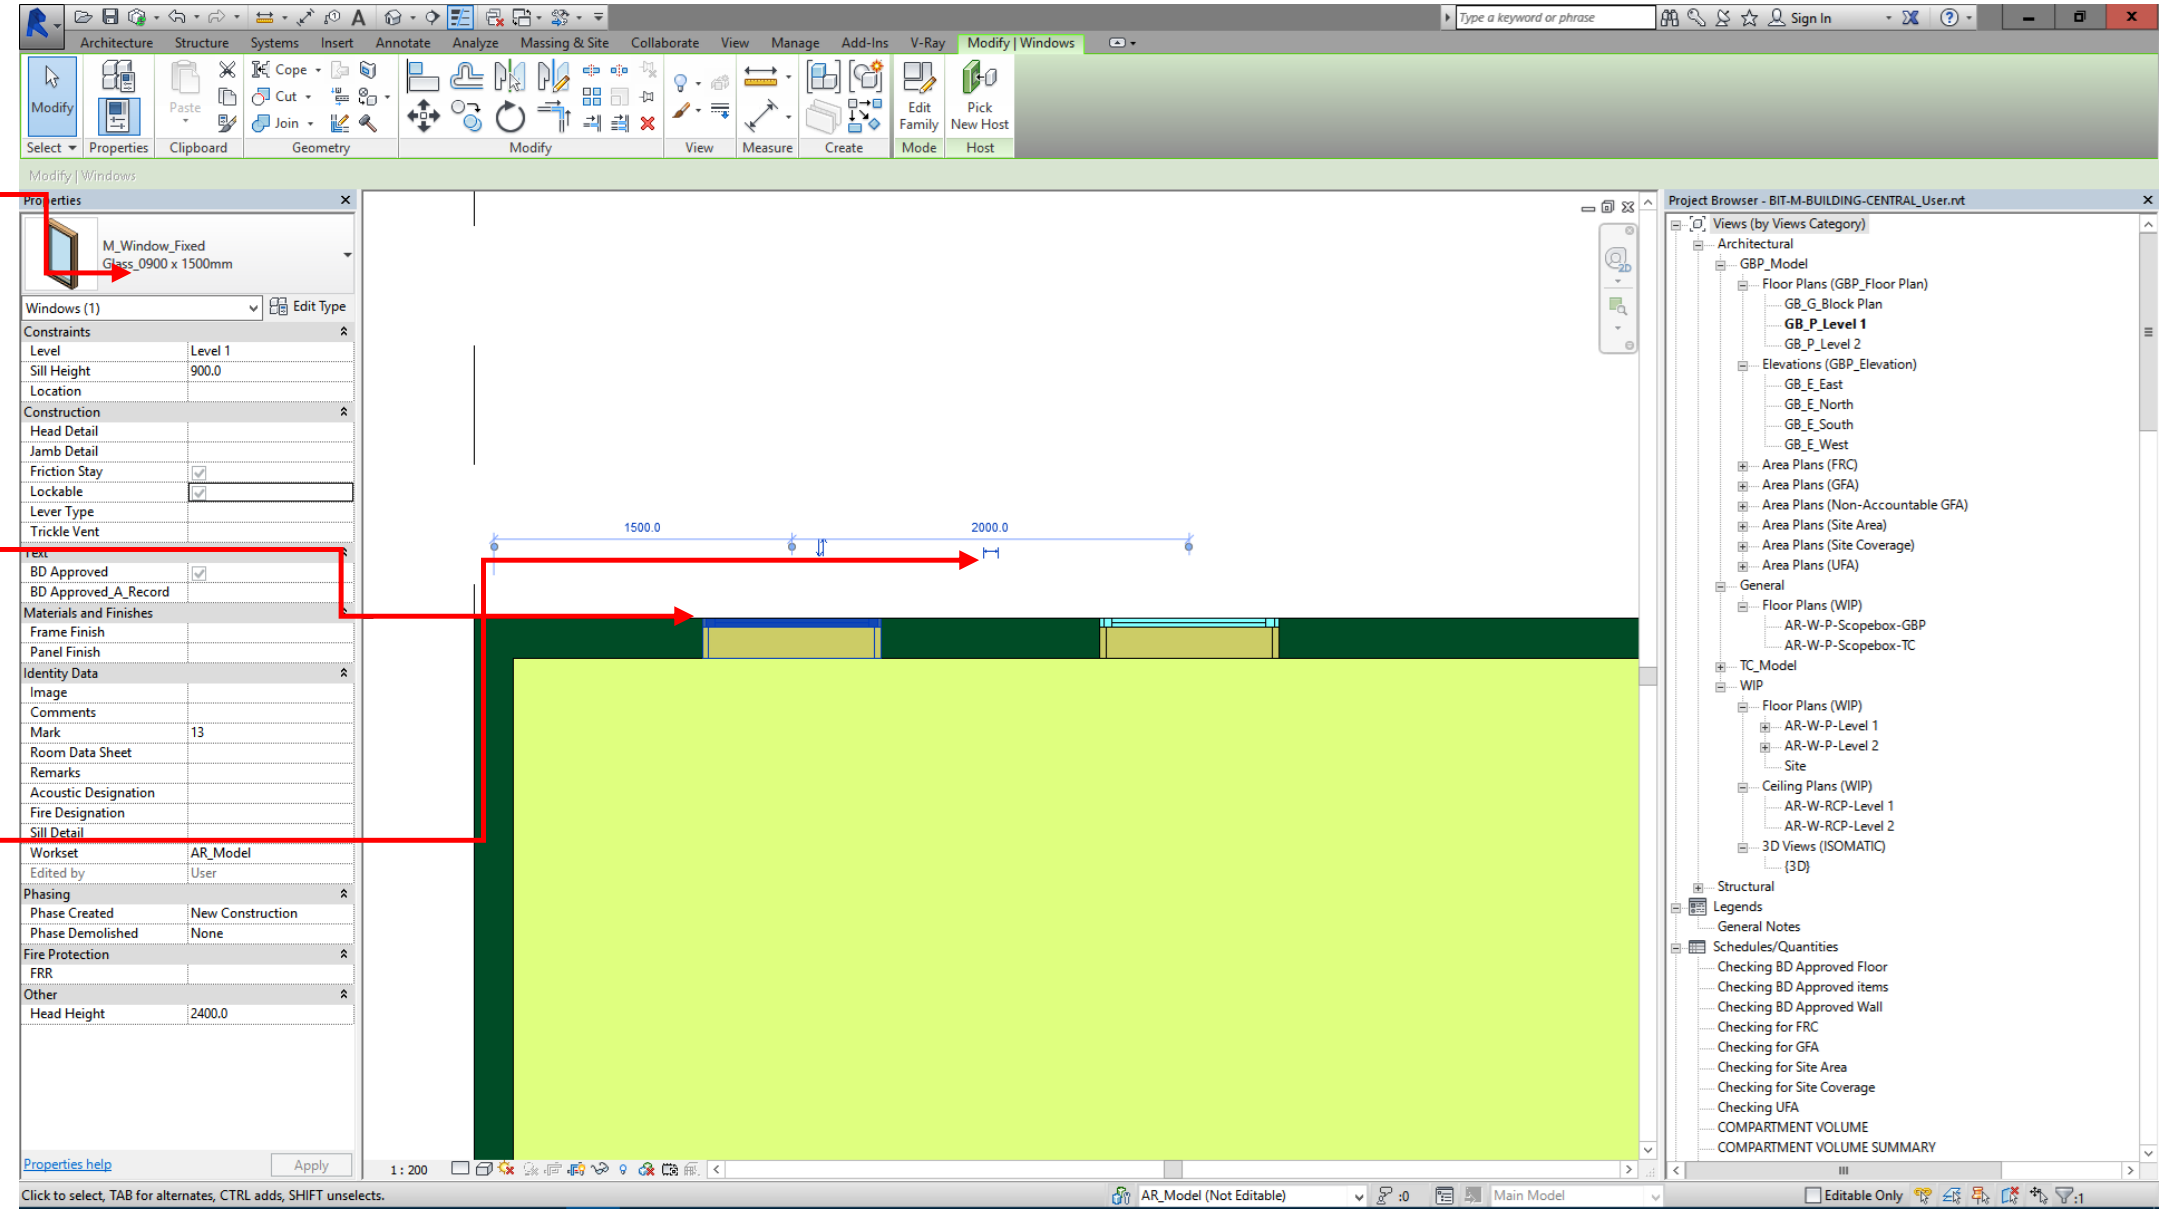 Type a keyword or phrase
Sign In
Architecture Structure Systems Insert Annotate Analyze Massing & Site Collaborate View Manage Add-Ins V-Ray Modify | Windows
Modify
Paste
Cope
Cut
Join
Edit
Family
Pick
New Host
Select Properties Clipboard Geometry Modify View Measure Create Mode Host
Modify | Windows
Properties
M_Window_Fixed
Glass_0900 x 1500mm
Windows (1) Edit Type
Constraints
Level Level 1
Sill Height 900.0
Location
Construction
Head Detail
Jamb Detail
Friction Stay
Lockable
Lever Type
Trickle Vent
Text
BD Approved
BD Approved_A_Record
Materials and Finishes
Frame Finish
Panel Finish
Identity Data
Image
Comments
Mark 13
Room Data Sheet
Remarks
Acoustic Designation
Fire Designation
Sill Detail
Workset AR_Model
Edited by User
Phasing
Phase Created New Construction
Phase Demolished None
Fire Protection
FRR
Other
Head Height 2400.0
Properties help Apply
1500.0 2000.0
2D
1 : 200
Project Browser - BIT-M-BUILDING-CENTRAL_User.rvt
Views (by Views Category)
Architectural
GBP_Model
Floor Plans (GBP_Floor Plan)
GB_G_Block Plan
GB_P_Level 1
GB_P_Level 2
Elevations (GBP_Elevation)
GB_E_East
GB_E_North
GB_E_South
GB_E_West
Area Plans (FRC)
Area Plans (GFA)
Area Plans (Non-Accountable GFA)
Area Plans (Site Area)
Area Plans (Site Coverage)
Area Plans (UFA)
General
Floor Plans (WIP)
AR-W-P-Scopebox-GBP
AR-W-P-Scopebox-TC
TC_Model
WIP
Floor Plans (WIP)
AR-W-P-Level 1
AR-W-P-Level 2
Site
Ceiling Plans (WIP)
AR-W-RCP-Level 1
AR-W-RCP-Level 2
3D Views (ISOMATIC)
{3D}
Structural
Legends
General Notes
Schedules/Quantities
Checking BD Approved Floor
Checking BD Approved items
Checking BD Approved Wall
Checking for FRC
Checking for GFA
Checking for Site Area
Checking for Site Coverage
Checking UFA
COMPARTMENT VOLUME
COMPARTMENT VOLUME SUMMARY
Click to select, TAB for alternates, CTRL adds, SHIFT unselects.
AR_Model (Not Editable) :0 Main Model Editable Only :1